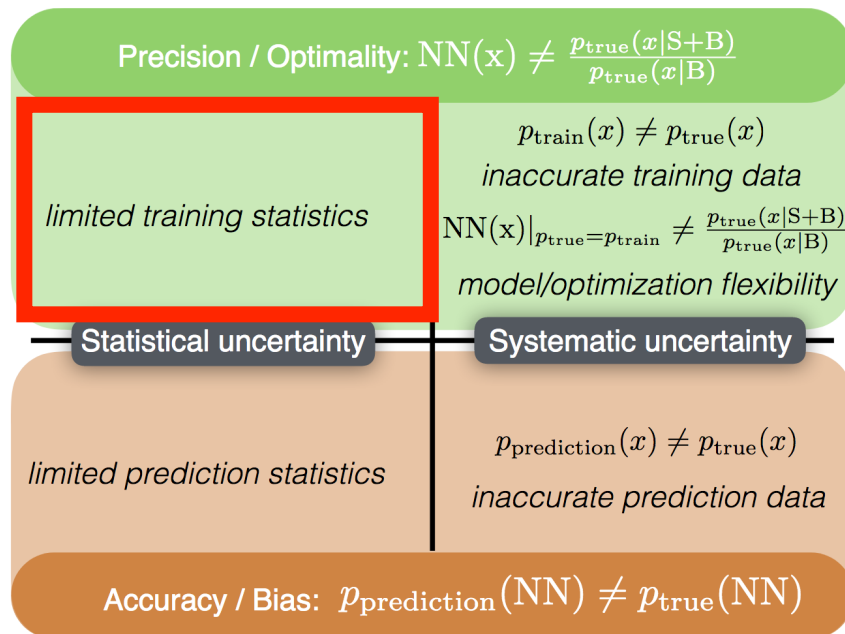 Precision / Optimality: NN(x) ≠ p_true(x|S+B) / p_true(x|B)
limited training statistics
p_train(x) ≠ p_true(x)
inaccurate training data
NN(x)|_{p_true=p_train} ≠ p_true(x|S+B) / p_true(x|B)
model/optimization flexibility
Statistical uncertainty
Systematic uncertainty
limited prediction statistics
p_prediction(x) ≠ p_true(x)
inaccurate prediction data
Accuracy / Bias: p_prediction(NN) ≠ p_true(NN)